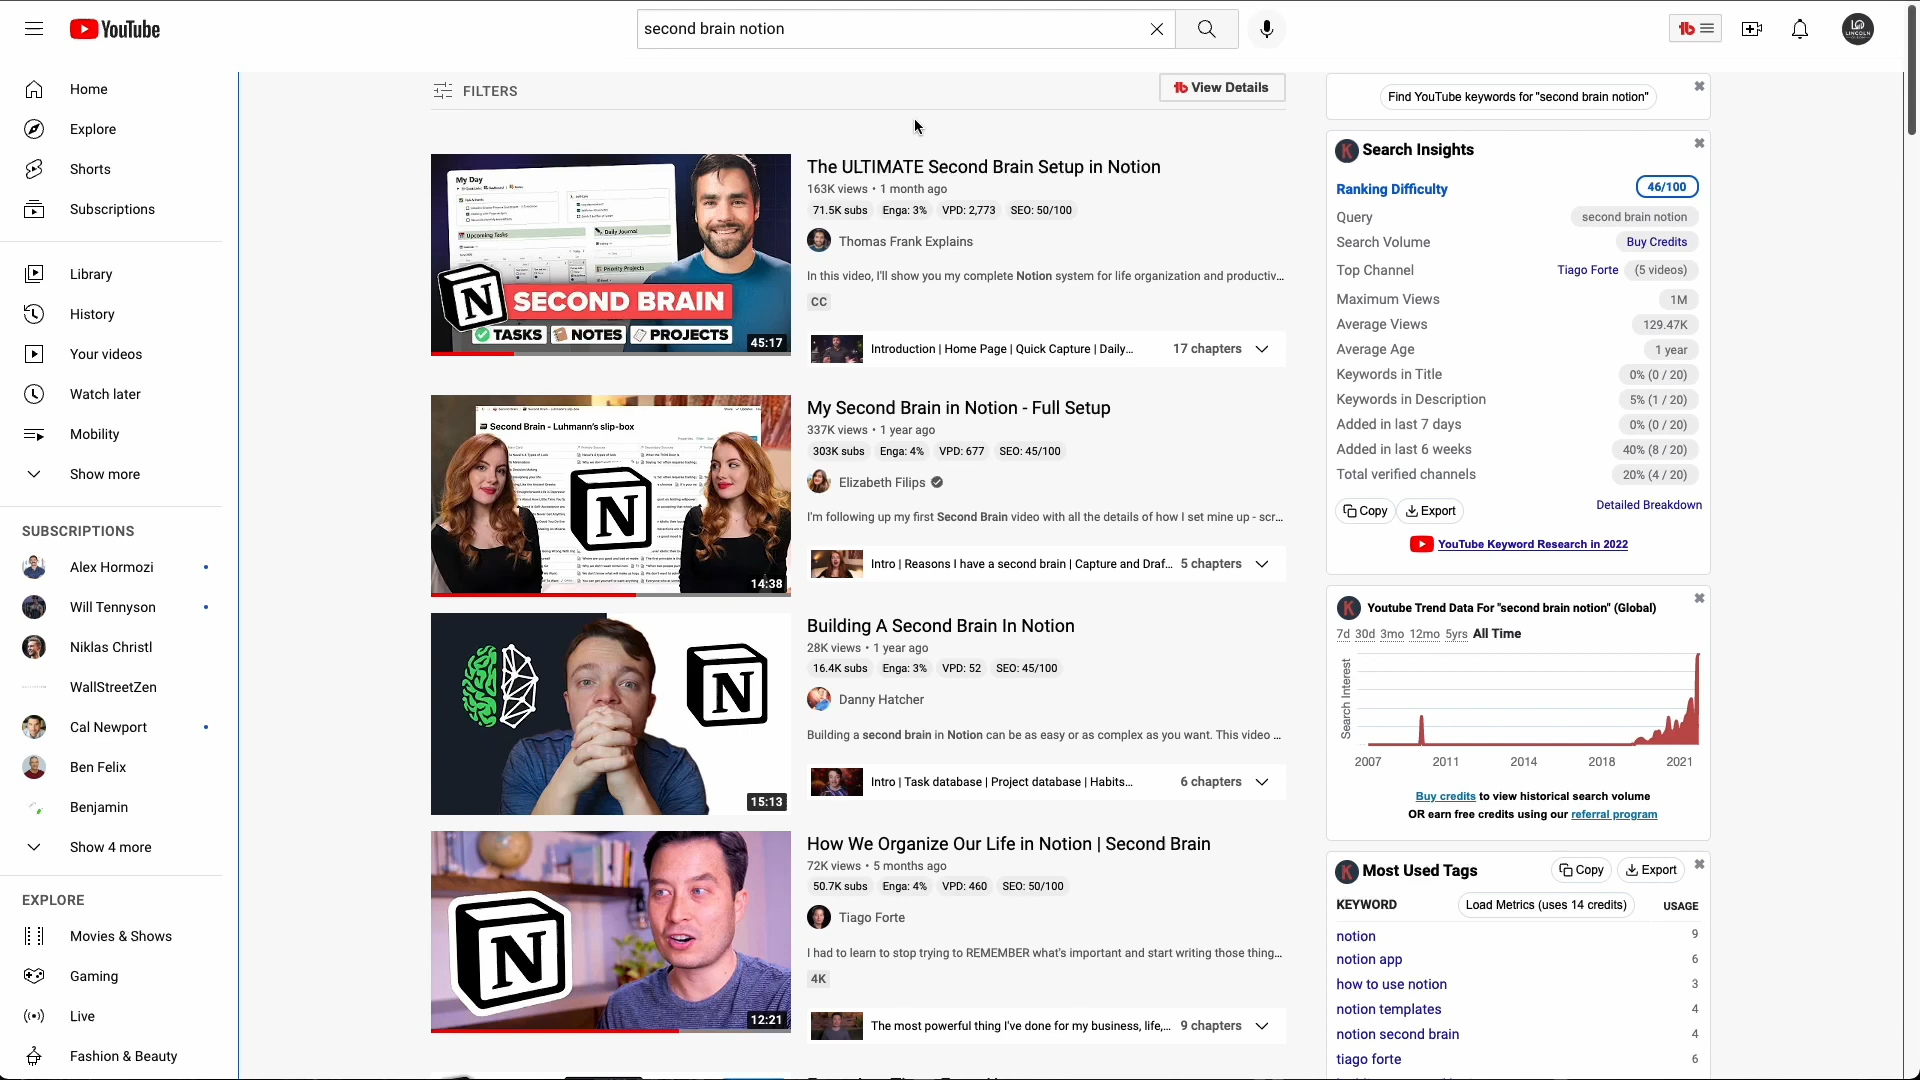 YouTube
second brain notion
Home
Explore
Shorts
Subscriptions
Library
History
Your videos
Watch later
Mobility
Show more
SUBSCRIPTIONS
Alex Hormozi
Will Tennyson
Niklas Christl
WallStreetZen
Cal Newport
Ben Felix
Benjamin
Show 4 more
EXPLORE
Movies & Shows
Gaming
Live
Fashion & Beauty
FILTERS
View Details
My Day
Upcoming Tasks
Daily Journal
Priority Projects
N SECOND BRAIN
TASKS NOTES PROJECTS
45:17
The ULTIMATE Second Brain Setup in Notion
163K views • 1 month ago
71.5K subs Enga: 3% VPD: 2,773 SEO: 50/100
Thomas Frank Explains
In this video, I'll show you my complete Notion system for life organization and productiv...
CC
Introduction | Home Page | Quick Capture | Daily... 17 chapters
Second Brain - Luhmann's slip-box
N
14:38
My Second Brain in Notion - Full Setup
337K views • 1 year ago
303K subs Enga: 4% VPD: 677 SEO: 45/100
Elizabeth Filips
I'm following up my first Second Brain video with all the details of how I set mine up - scr...
Intro | Reasons I have a second brain | Capture and Draf... 5 chapters
N
15:13
Building A Second Brain In Notion
28K views • 1 year ago
16.4K subs Enga: 3% VPD: 52 SEO: 45/100
Danny Hatcher
Building a second brain in Notion can be as easy or as complex as you want. This video ...
Intro | Task database | Project database | Habits... 6 chapters
N
12:21
How We Organize Our Life in Notion | Second Brain
72K views • 5 months ago
50.7K subs Enga: 4% VPD: 460 SEO: 50/100
Tiago Forte
I had to learn to stop trying to REMEMBER what's important and start writing those thing...
4K
The most powerful thing I've done for my business, life,... 9 chapters
Find YouTube keywords for "second brain notion"
K Search Insights
Ranking Difficulty 46/100
Query second brain notion
Search Volume Buy Credits
Top Channel Tiago Forte (5 videos)
Maximum Views 1M
Average Views 129.47K
Average Age 1 year
Keywords in Title 0% (0 / 20)
Keywords in Description 5% (1 / 20)
Added in last 7 days 0% (0 / 20)
Added in last 6 weeks 40% (8 / 20)
Total verified channels 20% (4 / 20)
Copy Export Detailed Breakdown
YouTube Keyword Research in 2022
K Youtube Trend Data For "second brain notion" (Global)
7d 30d 3mo 12mo 5yrs All Time
Search Interest
2007 2011 2014 2018 2021
Buy credits to view historical search volume
OR earn free credits using our referral program
K Most Used Tags Copy Export
KEYWORD Load Metrics (uses 14 credits) USAGE
notion 9
notion app 6
how to use notion 3
notion templates 4
notion second brain 4
tiago forte 6